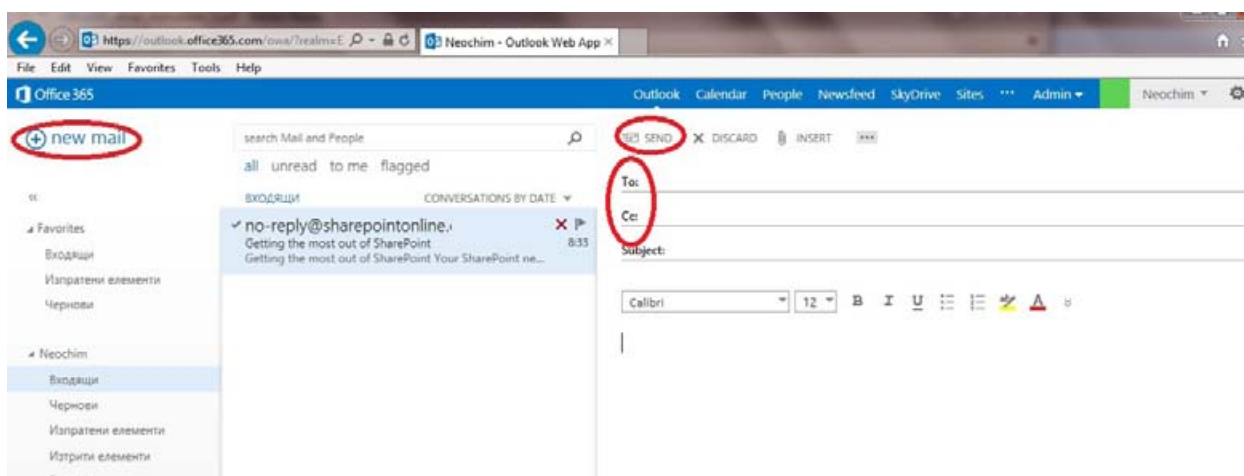 https://outlook.office365.com/owa/?realm=E
Neochim - Outlook Web App
File Edit View Favorites Tools Help
Office 365
Outlook Calendar People Newsfeed SkyDrive Sites ··· Admin Neochim
new mail
search Mail and People
all unread to me flagged
ВХОДЯЩИ CONVERSATIONS BY DATE
no-reply@sharepointonline.
Getting the most out of SharePoint 8:33
Getting the most out of SharePoint Your SharePoint ne...
Favorites
Входящи
Изпратени елементи
Чернови
Neochim
Входящи
Чернови
Изпратени елементи
Изтрити елементи
SEND DISCARD INSERT
To:
Cc:
Subject:
Calibri 12 B I U A